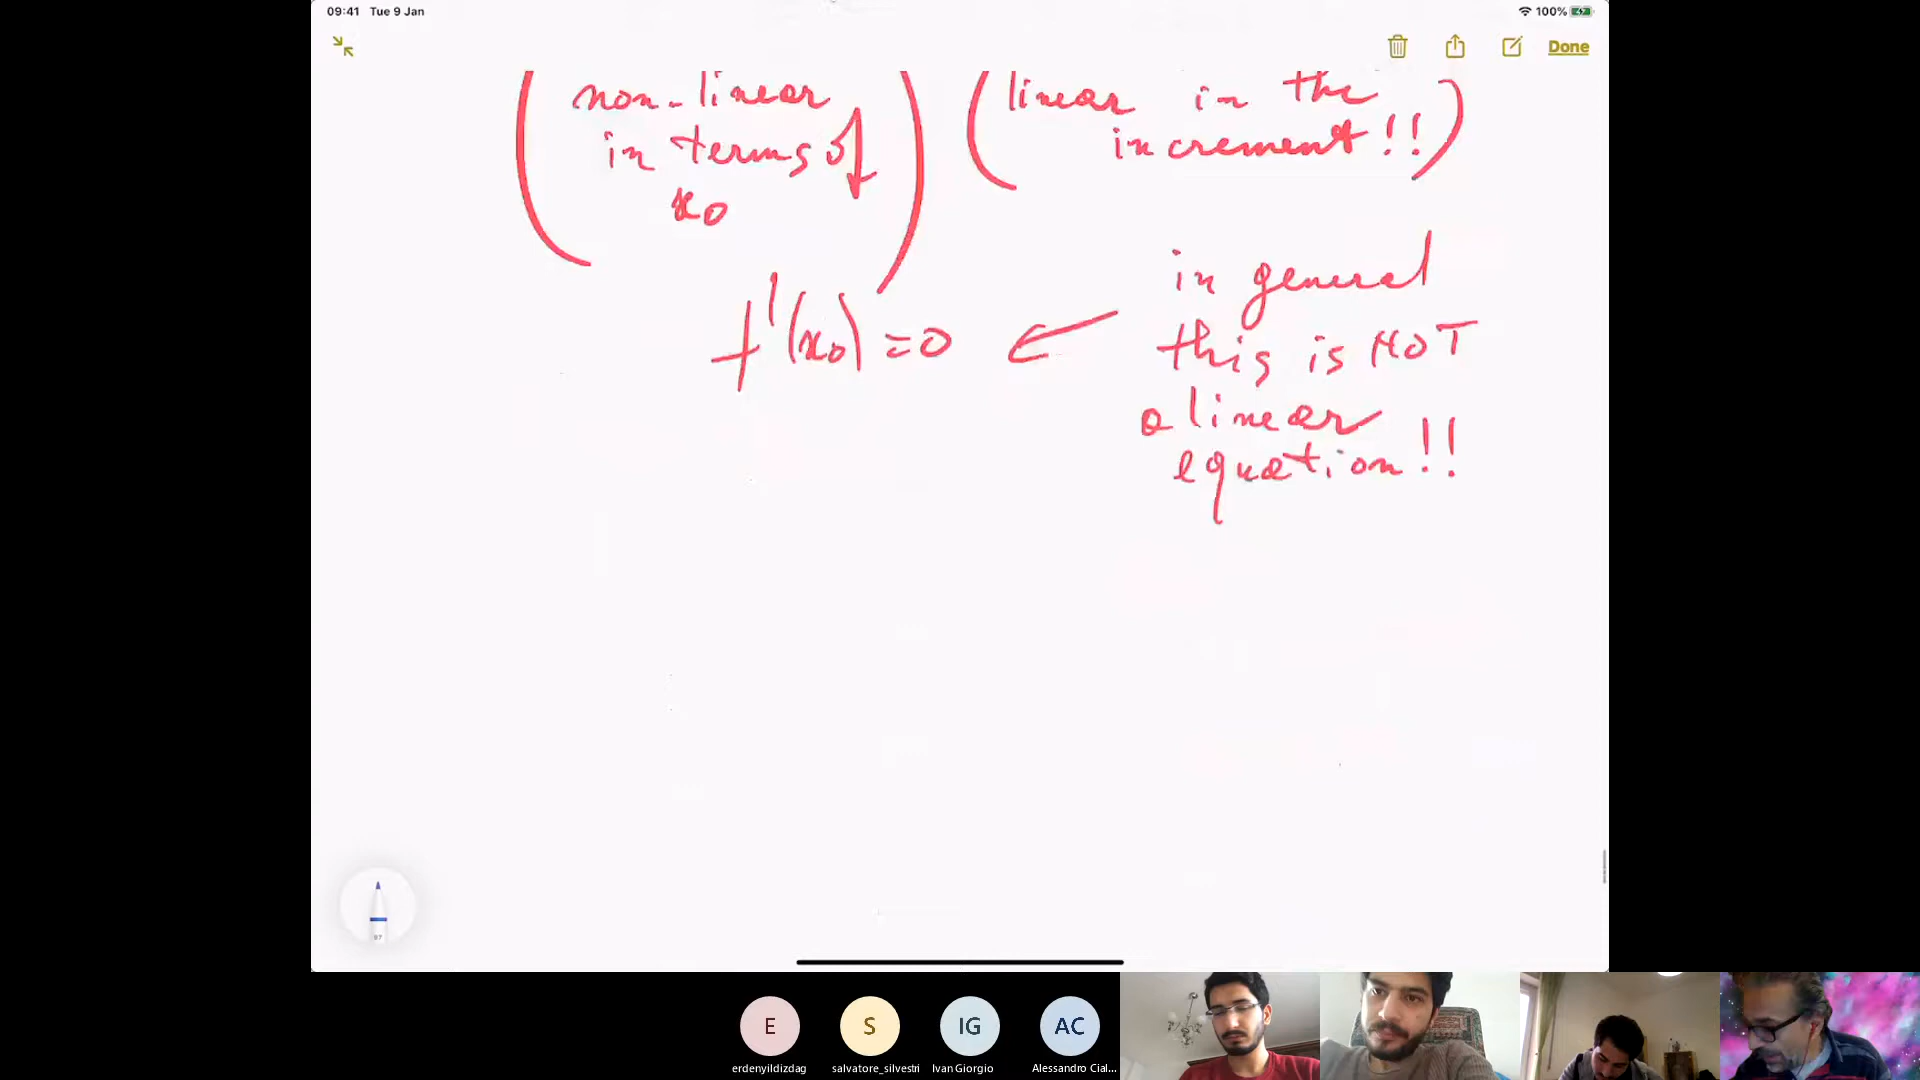 09:41 Tue 9 Jan
100%
Done
non-linear
in terms of
x0
linear in the
increment!!
f'(x0) = 0
in general
this is NOT
a linear
equation!!
97
E
S
IG
AC
erdenyildizdag
salvatore_silvestri
Ivan Giorgio
Alessandro Cial...